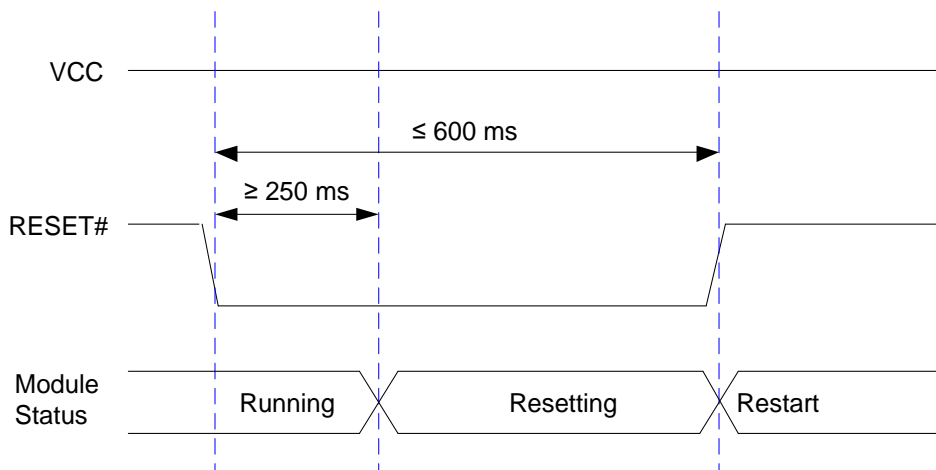 VCC
≤ 600 ms
≥ 250 ms
RESET#
Module
Status
Running
Resetting
Restart